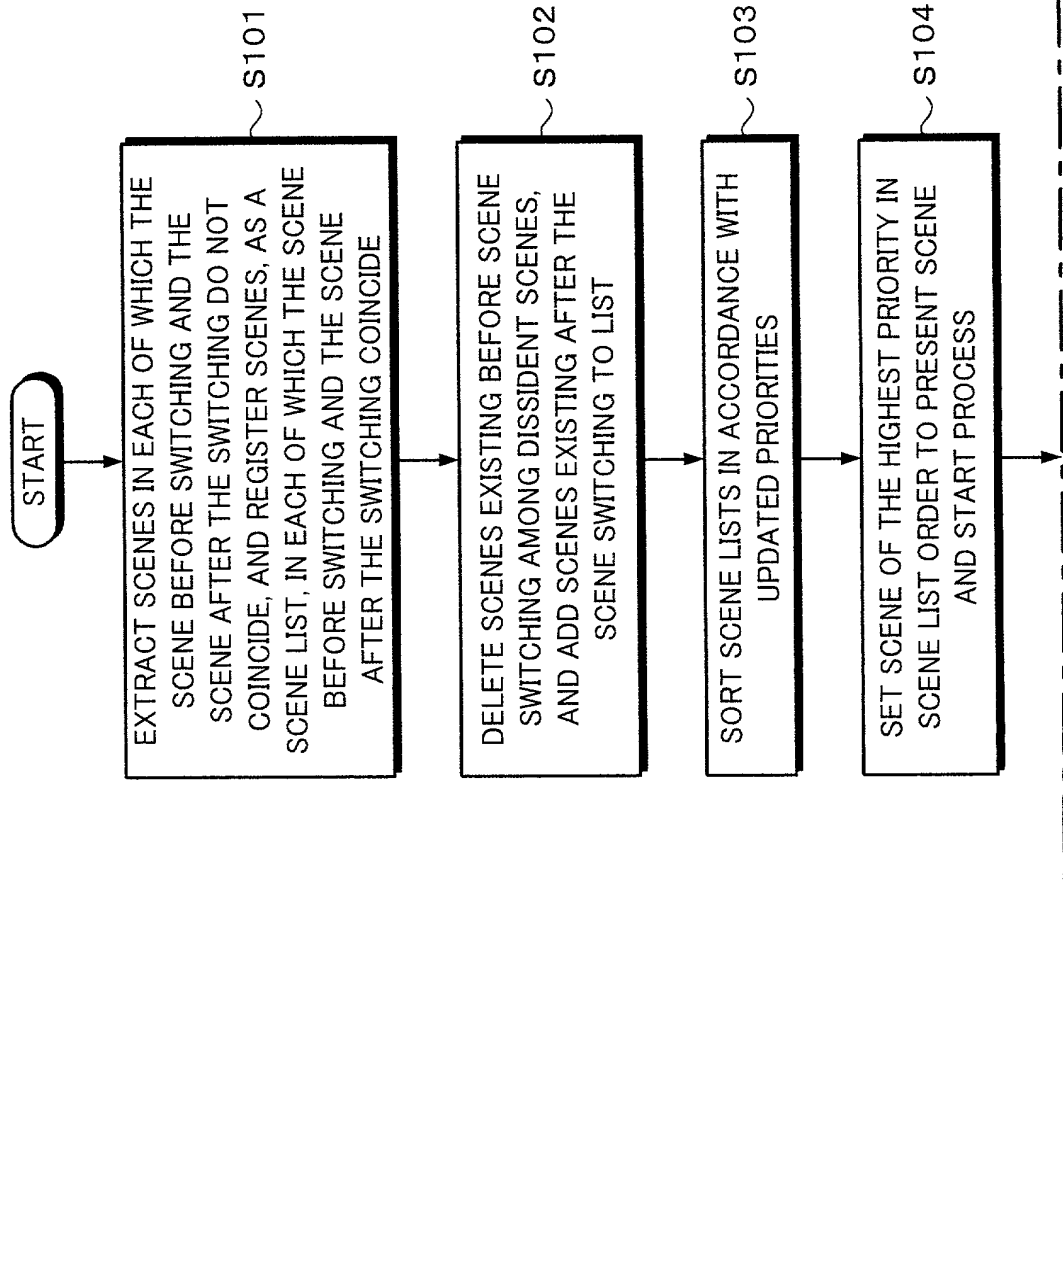 START
EXTRACT SCENES IN EACH OF WHICH THE
SCENE BEFORE SWITCHING AND THE
SCENE AFTER THE SWITCHING DO NOT
COINCIDE, AND REGISTER SCENES, AS A
SCENE LIST, IN EACH OF WHICH THE SCENE
BEFORE SWITCHING AND THE SCENE
AFTER THE SWITCHING COINCIDE
S101
DELETE SCENES EXISTING BEFORE SCENE
SWITCHING AMONG DISSIDENT SCENES,
AND ADD SCENES EXISTING AFTER THE
SCENE SWITCHING TO LIST
S102
SORT SCENE LISTS IN ACCORDANCE WITH
UPDATED PRIORITIES
S103
SET SCENE OF THE HIGHEST PRIORITY IN
SCENE LIST ORDER TO PRESENT SCENE
AND START PROCESS
S104